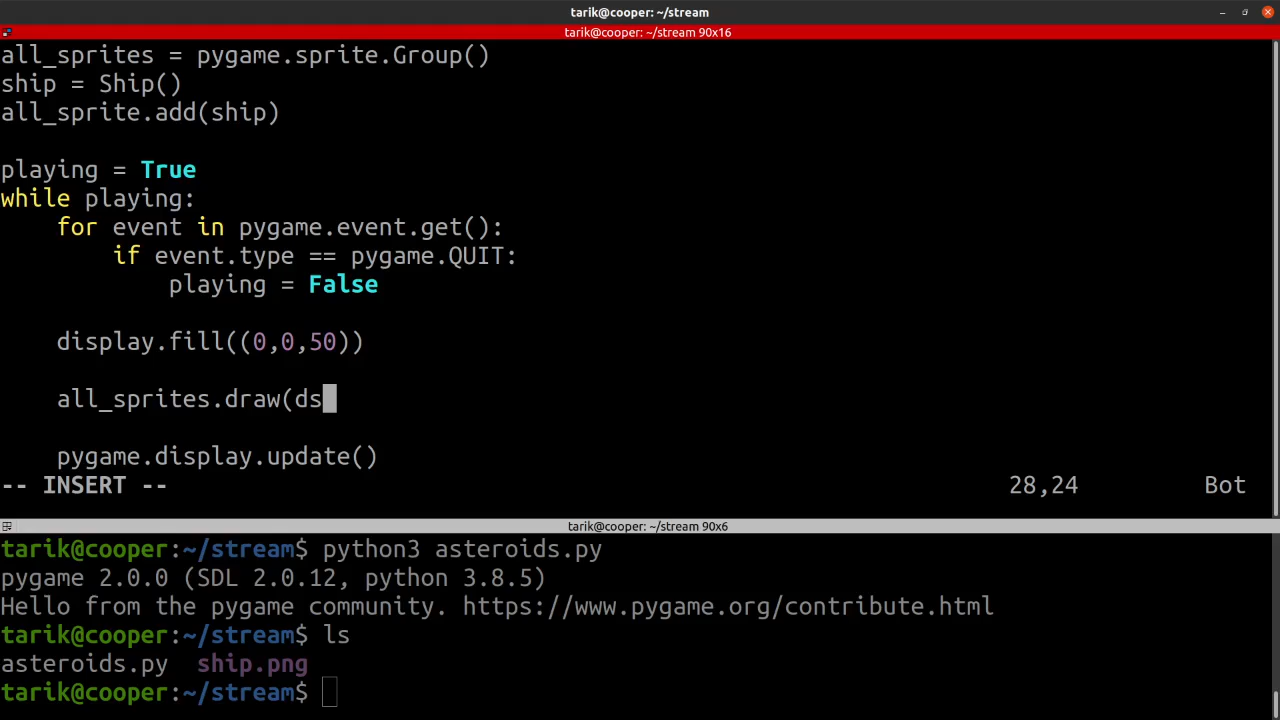 tarik@cooper: ~/stream
tarik@cooper: ~/stream 90x16
all_sprites = pygame.sprite.Group()
ship = Ship()
all_sprite.add(ship)
playing = True
while playing:
    for event in pygame.event.get():
        if event.type == pygame.QUIT:
            playing = False
    display.fill((0,0,50))
    all_sprites.draw(ds
    pygame.display.update()
-- INSERT -- 28,24 Bot
tarik@cooper: ~/stream 90x6
tarik@cooper:~/stream$ python3 asteroids.py
pygame 2.0.0 (SDL 2.0.12, python 3.8.5)
Hello from the pygame community. https://www.pygame.org/contribute.html
tarik@cooper:~/stream$ ls
asteroids.py  ship.png
tarik@cooper:~/stream$